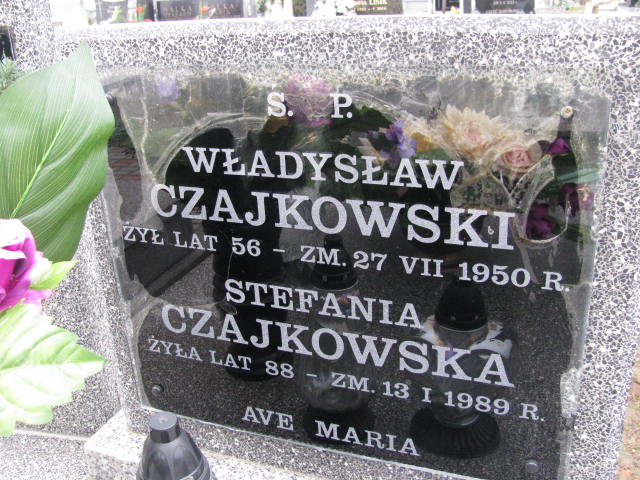 S. P.
WŁADYSŁAW
CZAJKOWSKI
ŻYŁ LAT 56 - ZM. 27 VII 1950 R.
STEFANIA
CZAJKOWSKA
ŻYŁA LAT 88 - ZM. 13 I 1989 R.
AVE MARIA